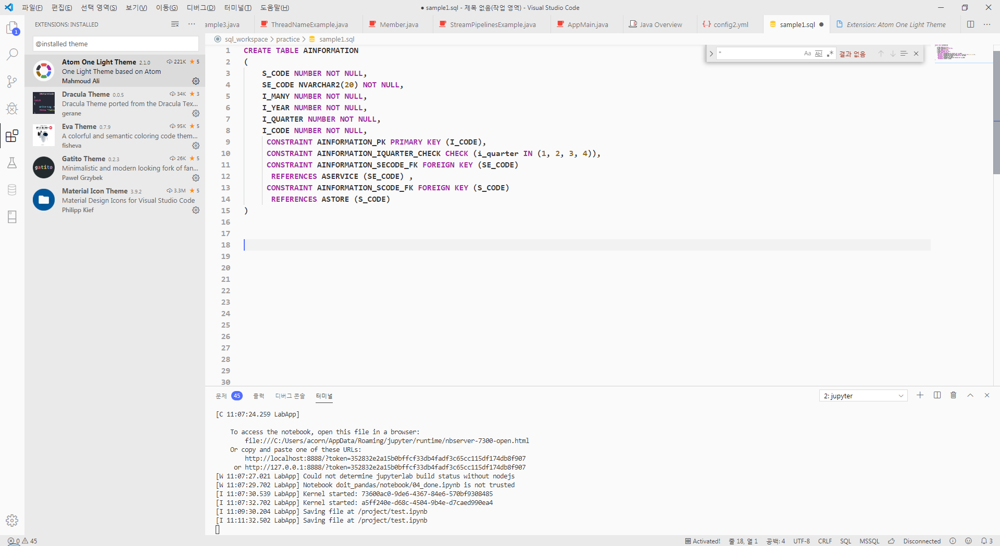 파일(F) 편집(E) 선택 영역(S) 보기(V) 이동(G) 디버그(D) 터미널(T) 도움말(H)
● sample1.sql - 제목 없음(작업 영역) - Visual Studio Code
1
EXTENSIONS: INSTALLED
@installed theme
Atom One Light Theme 2.1.0 221K ★ 5
One Light Theme based on Atom
Mahmoud Ali
Dracula Theme 0.0.5 34K ★ 3
Dracula Theme ported from the Dracula Tex...
gerane
Eva Theme 0.7.9 95K ★ 5
A colorful and semantic coloring code them...
fisheva
gatito
Gatito Theme 0.2.3 26K ★ 5
Minimalistic and modern looking fork of fan...
Paweł Grzybek
Material Icon Theme 3.9.2 3.3M ★ 5
Material Design Icons for Visual Studio Code
Philipp Kief
ample3.java ThreadNameExample.java Member.java StreamPipelinesExample.java AppMain.java Java Overview config2.yml sample1.sql ● Extension: Atom One Light Theme
sql_workspace > practice > sample1.sql
" Aa Abl .* 결과 없음
1 CREATE TABLE AINFORMATION
2 (
3 S_CODE NUMBER NOT NULL,
4 SE_CODE NVARCHAR2(20) NOT NULL,
5 I_MANY NUMBER NOT NULL,
6 I_YEAR NUMBER NOT NULL,
7 I_QUARTER NUMBER NOT NULL,
8 I_CODE NUMBER NOT NULL,
9 CONSTRAINT AINFORMATION_PK PRIMARY KEY (I_CODE),
10 CONSTRAINT AINFORMATION_IQUARTER_CHECK CHECK (i_quarter IN (1, 2, 3, 4)),
11 CONSTRAINT AINFORMATION_SECODE_FK FOREIGN KEY (SE_CODE)
12 REFERENCES ASERVICE (SE_CODE) ,
13 CONSTRAINT AINFORMATION_SCODE_FK FOREIGN KEY (S_CODE)
14 REFERENCES ASTORE (S_CODE)
15 )
16
17
18
19
20
21
22
23
24
25
26
27
28
29
30
문제 45 출력 디버그 콘솔 터미널
2: jupyter
[C 11:07:24.259 LabApp]
To access the notebook, open this file in a browser:
file:///C:/Users/acorn/AppData/Roaming/jupyter/runtime/nbserver-7300-open.html
Or copy and paste one of these URLs:
http://localhost:8888/?token=352832e2a15b0bffcf33db4fadf3c65cc115df174db8f907
or http://127.0.0.1:8888/?token=352832e2a15b0bffcf33db4fadf3c65cc115df174db8f907
[W 11:07:27.021 LabApp] Could not determine jupyterlab build status without nodejs
[W 11:07:29.702 LabApp] Notebook doit_pandas/notebook/04_done.ipynb is not trusted
[I 11:07:30.539 LabApp] Kernel started: 73600ac0-9de6-4367-84e6-570bf9308485
[I 11:07:32.702 LabApp] Kernel started: a5ff240e-d68c-4504-9b4e-d7caed990ea4
[I 11:09:30.204 LabApp] Saving file at /project/test.ipynb
[I 11:11:32.502 LabApp] Saving file at /project/test.ipynb
0 45
Activated! 줄 18, 열 1 공백: 4 UTF-8 CRLF SQL MSSQL Disconnected 3